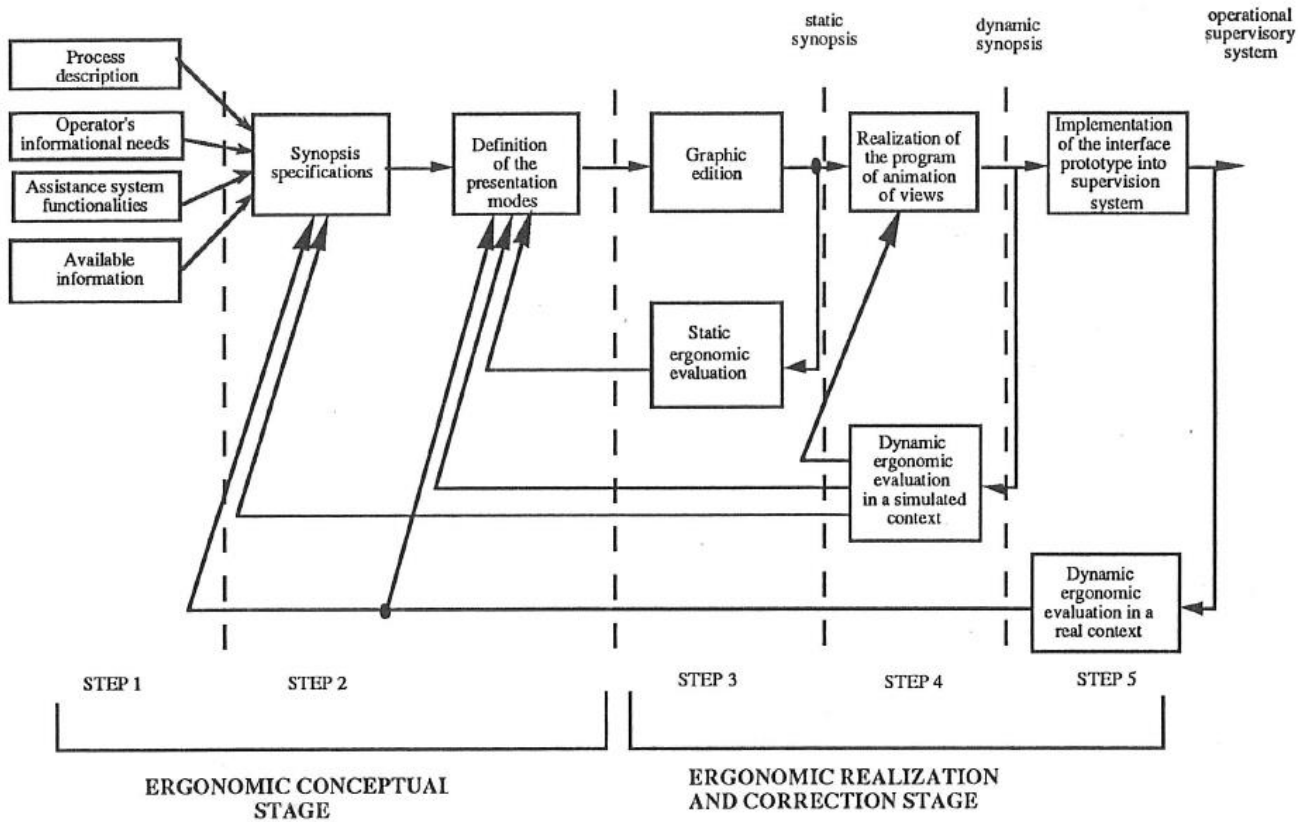 static
synopsis
dynamic
synopsis
operational
supervisory
system
Process
description
Operator's
informational needs
Assistance system
functionalities
Available
information
Synopsis
specifications
Definition
of the
presentation
modes
Graphic
edition
Realization of
the program
of animation
of views
Implementation
of the interface
prototype into
supervision
system
Static
ergonomic
evaluation
Dynamic
ergonomic
evaluation
in a simulated
context
Dynamic
ergonomic
evaluation in a
real context
STEP 1
STEP 2
STEP 3
STEP 4
STEP 5
ERGONOMIC CONCEPTUAL
STAGE
ERGONOMIC REALIZATION
AND CORRECTION STAGE